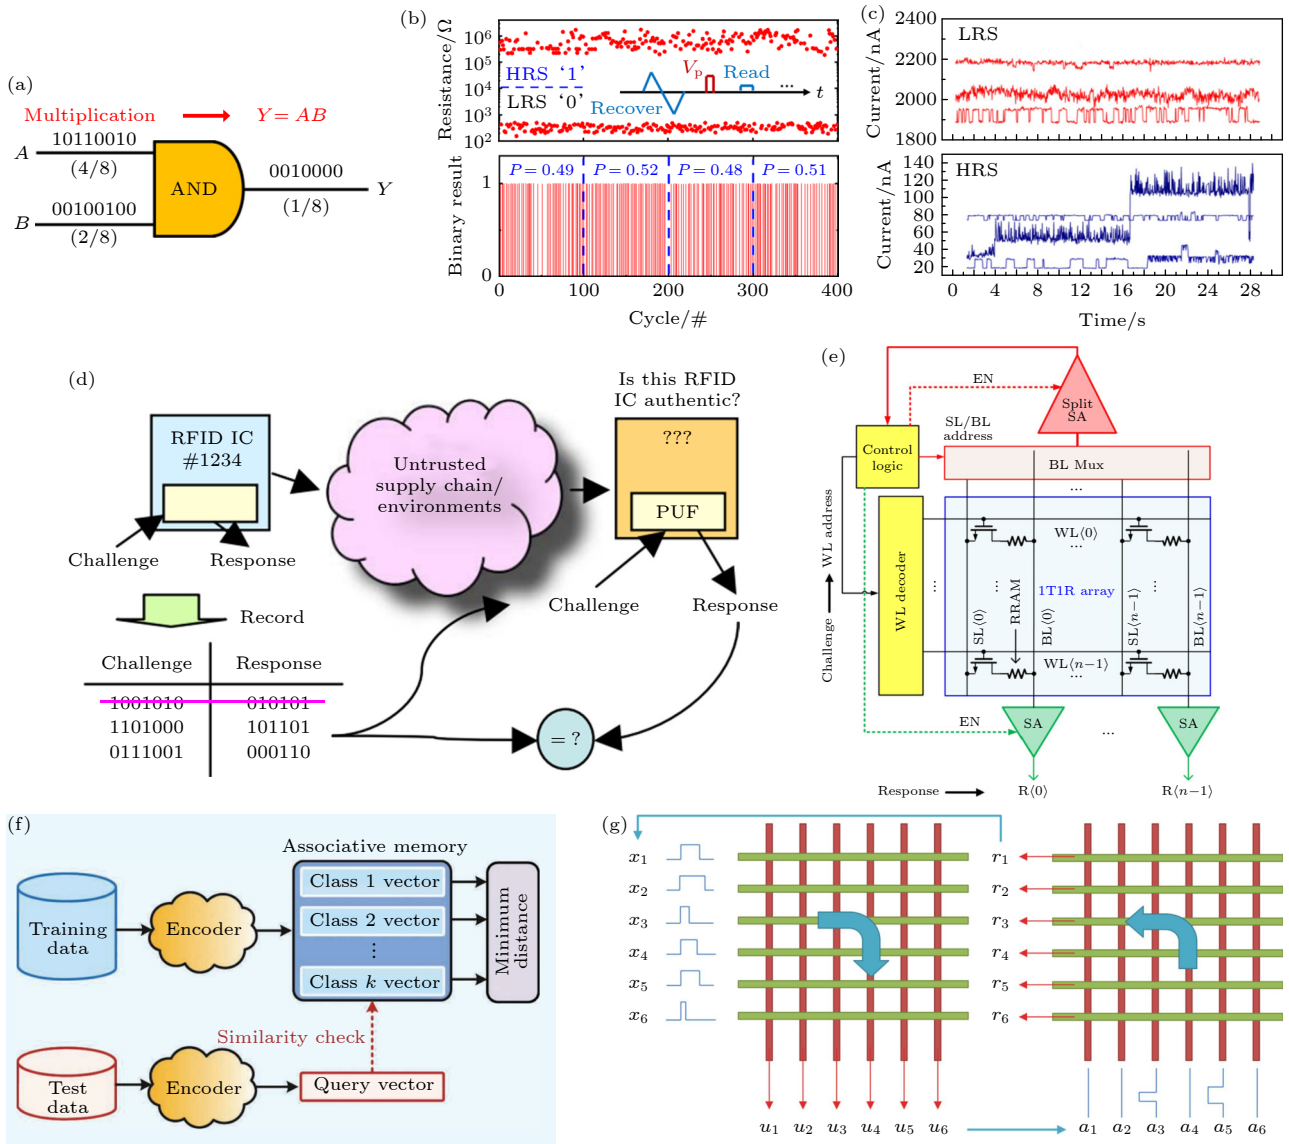 (a)
Multiplication
Y = AB
10110010
A
(4/8)
AND
0010000
Y
(1/8)
00100100
B
(2/8)
(b)
Resistance/Ω
10⁶
10⁵
10⁴
10³
10²
HRS ‘1’
LRS ‘0’
Recover
Vp
Read
...
t
Binary result
1
0
P = 0.49
P = 0.52
P = 0.48
P = 0.51
0
100
200
300
400
Cycle/#
(c)
Current/nA
2400
2200
2000
1800
LRS
Current/nA
140
120
100
80
60
40
20
HRS
0
4
8
12
16
20
24
28
Time/s
(d)
RFID IC
#1234
Challenge
Response
Untrusted
supply chain/
environments
Is this RFID
IC authentic?
???
PUF
Challenge
Response
Record
Challenge
Response
1001010
010101
1101000
101101
0111001
000110
= ?
(e)
EN
Split
SA
SL/BL
address
Control
logic
BL Mux
...
WL address
Challenge
WL decoder
WL⟨0⟩
...
...
...
...
1T1R array
RRAM
SL⟨0⟩
BL⟨0⟩
SL⟨n−1⟩
BL⟨n−1⟩
WL⟨n−1⟩
...
...
EN
SA
...
SA
Response
R⟨0⟩
R⟨n−1⟩
(f)
Associative memory
Training
data
Encoder
Class 1 vector
Class 2 vector
⋮
Class k vector
Minimum
distance
Similarity check
Test
data
Encoder
Query vector
(g)
x1
x2
x3
x4
x5
x6
u1
u2
u3
u4
u5
u6
r1
r2
r3
r4
r5
r6
a1
a2
a3
a4
a5
a6